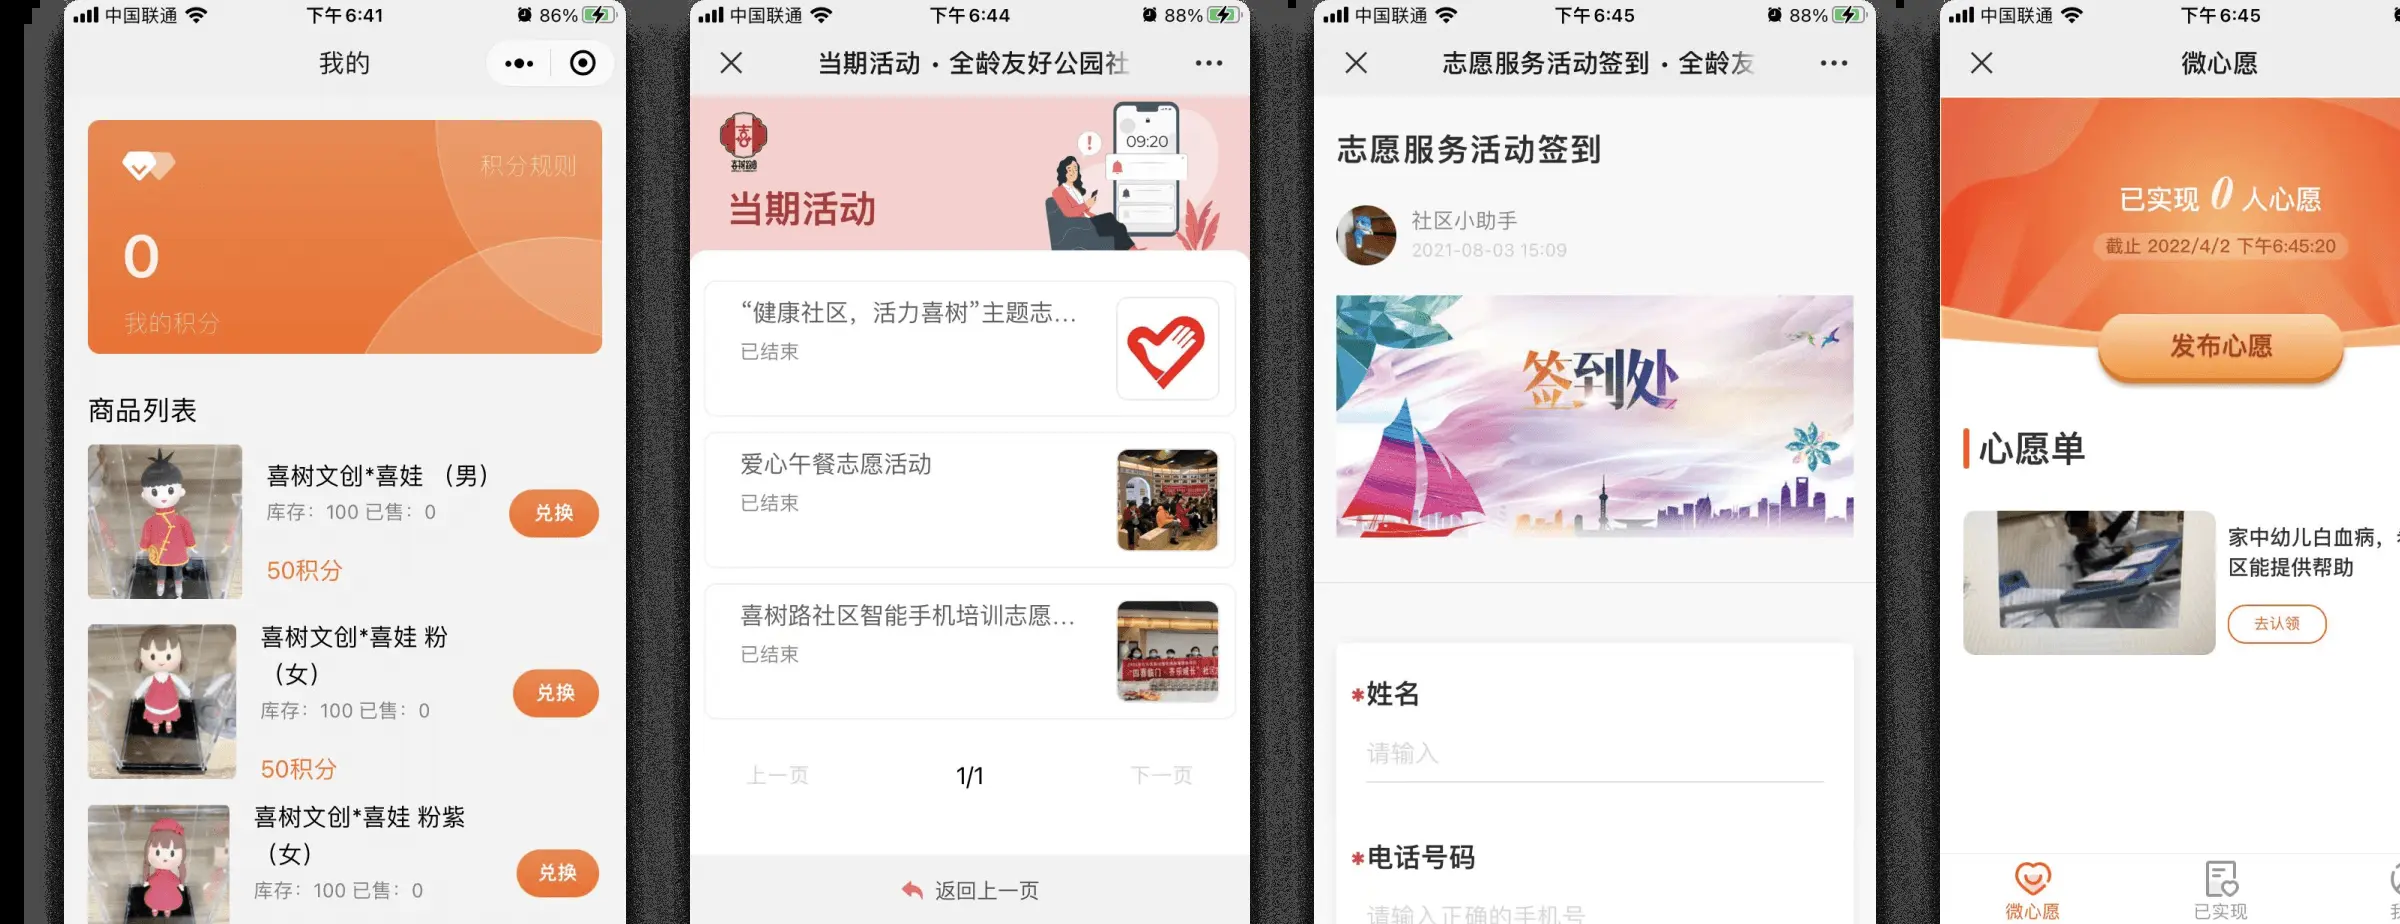 中国联通
下午6:41
86%
我的
积分规则
0
我的积分
商品列表
喜树文创*喜娃 （男）
库存：100 已售：0
兑换
50积分
喜树文创*喜娃 粉
（女）
库存：100 已售：0
兑换
50积分
喜树文创*喜娃 粉紫
（女）
库存：100 已售：0
兑换
中国联通
下午6:44
88%
当期活动·全龄友好公园社
09:20
当期活动
“健康社区，活力喜树”主题志...
已结束
爱心午餐志愿活动
已结束
喜树路社区智能手机培训志愿...
已结束
上一页
1/1
下一页
返回上一页
中国联通
下午6:45
88%
志愿服务活动签到·全龄友
志愿服务活动签到
社区小助手
2021-08-03 15:09
签到处
*姓名
请输入
*电话号码
请输入正确的手机号
中国联通
下午6:45
微心愿
已实现 0 人心愿
截止 2022/4/2 下午6:45:20
发布心愿
心愿单
家中幼儿白血病，
区能提供帮助
去认领
微心愿
已实现